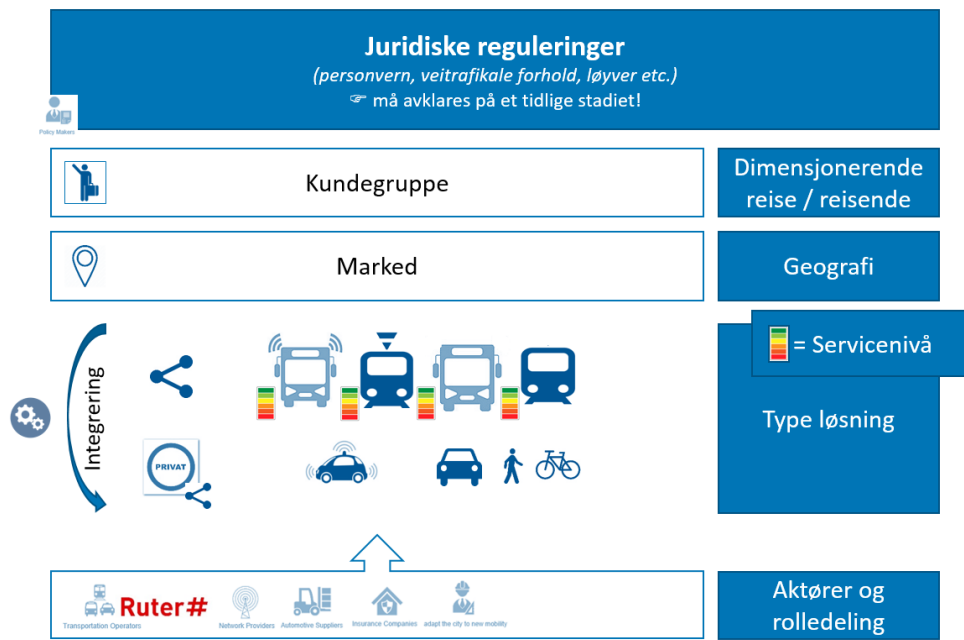 Juridiske reguleringer
(personvern, veitrafikale forhold, løyver etc.)
☞ må avklares på et tidlige stadiet!
Policy Makers
Kundegruppe
Dimensjonerende
reise / reisende
Marked
Geografi
= Servicenivå
Integrering
PRIVAT
Type løsning
Ruter#
Transportation Operators
Network Providers
Automotive Suppliers
Insurance Companies
adapt the city to new mobility
Aktører og
rolledeling